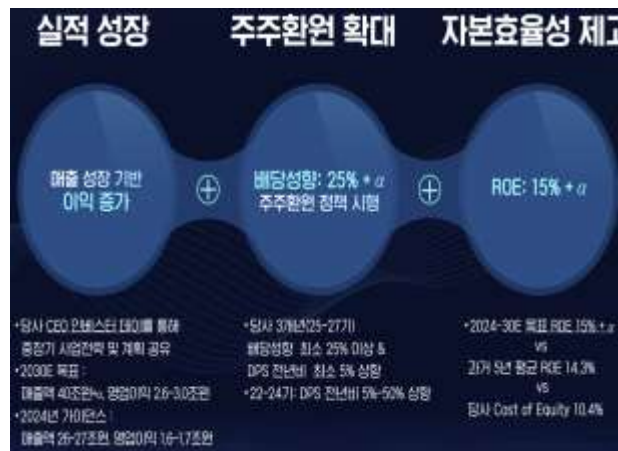 실적 성장
주주환원 확대
자본효율성 제고
매출 성장 기반
이익 증가
배당성향: 25% + α
주주환원 정책 시행
ROE: 15% + α
•당사 CEO 인베스터 데이를 통해
중장기 사업전략 및 계획 공유
•2030E 목표 :
매출액 40조원 영업이익 2.6-3.0조원
•2024년 가이던스 :
매출액 26-27조원, 영업이익 1.6-1.7조원
•당사 3개년(25-27기)
배당성향 최소 25% 이상 &
DPS 전년비 최소 5% 상향
•22-24기: DPS 전년비 5%-50% 상향
•2024-30E 목표 ROE 15% + α
vs
과거 5년 평균 ROE 14.3%
vs
당사 Cost of Equity 10.4%